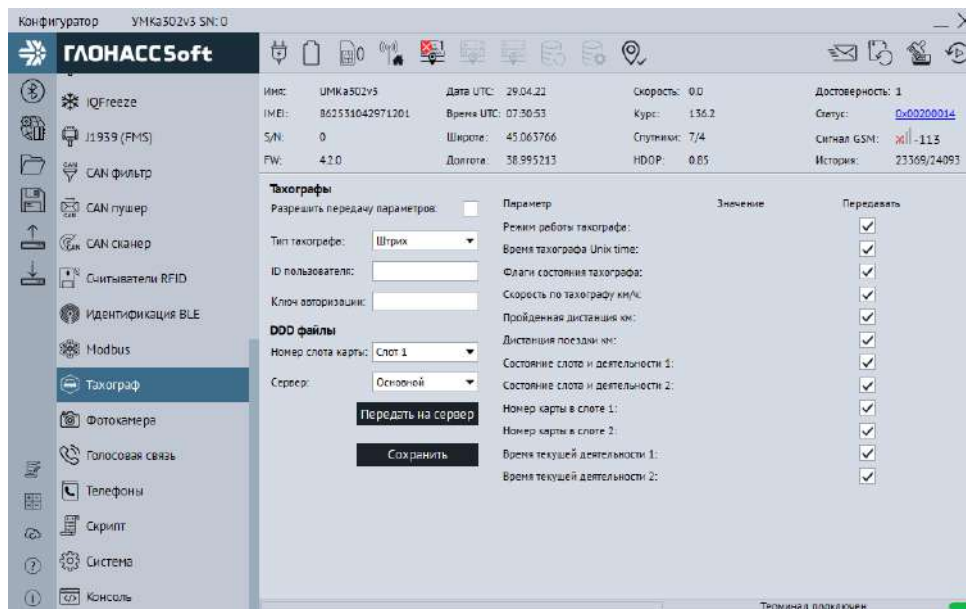 Конфигуратор УМКа302v3 SN: 0
ГЛОНАССSoft
Имя: UMKa302v3 Дата UTC: 29.04.22 Скорость: 0.0 Достоверность: 1
IMEI: 862531042971201 Время UTC: 07:30:53 Курс: 136.2 Статус: 0x00200014
S/N: 0 Широта: 45.063766 Спутники: 7/4 Сигнал GSM: -113
FW: 4.2.0 Долгота: 38.995213 HDOP: 0.85 История: 23369/24093
IQFreeze
J1939 (FMS)
CAN фильтр
CAN пушер
CAN сканер
Считыватели RFID
Идентификация BLE
Modbus
Тахограф
Фотокамера
Голосовая связь
Телефоны
Скрипт
Система
Консоль
Тахографы
Разрешить передачу параметров:
Тип тахографа: Штрих
ID пользователя:
Ключ авторизации:
DDD файлы
Номер слота карты: Слот 1
Сервер: Основной
Передать на сервер
Сохранить
Параметр Значение Передавать
Режим работы тахографа:
Время тахографа Unix time:
Флаги состояния тахографа:
Скорость по тахографу км/ч:
Пройденная дистанция км:
Дистанция поездки км:
Состояние слота и деятельности 1:
Состояние слота и деятельности 2:
Номер карты в слоте 1:
Номер карты в слоте 2:
Время текущей деятельности 1:
Время текущей деятельности 2:
Терминал подключен